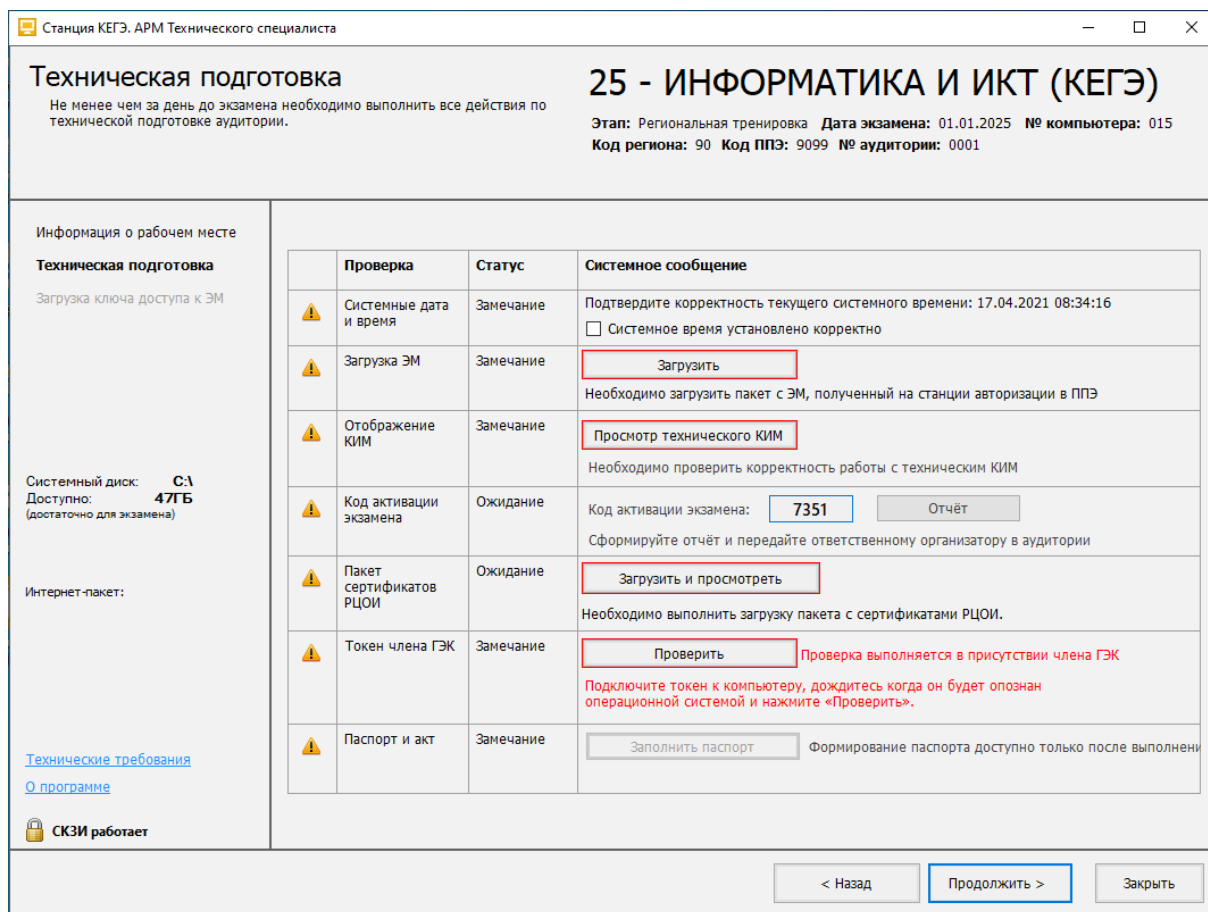 Станция КЕГЭ. АРМ Технического специалиста
Техническая подготовка
Не менее чем за день до экзамена необходимо выполнить все действия по
технической подготовке аудитории.
25 - ИНФОРМАТИКА И ИКТ (КЕГЭ)
Этап: Региональная тренировка Дата экзамена: 01.01.2025 № компьютера: 015
Код региона: 90 Код ППЭ: 9099 № аудитории: 0001
Информация о рабочем месте
Техническая подготовка
Загрузка ключа доступа к ЭМ
Системный диск: C:\
Доступно: 47ГБ
(достаточно для экзамена)
Интернет-пакет:
Технические требования
О программе
СКЗИ работает
Проверка Статус Системное сообщение
Системные дата
и время
Замечание
Подтвердите корректность текущего системного времени: 17.04.2021 08:34:16
Системное время установлено корректно
Загрузка ЭМ
Замечание
Загрузить
Необходимо загрузить пакет с ЭМ, полученный на станции авторизации в ППЭ
Отображение
КИМ
Замечание
Просмотр технического КИМ
Необходимо проверить корректность работы с техническим КИМ
Код активации
экзамена
Ожидание
Код активации экзамена: 7351 Отчёт
Сформируйте отчёт и передайте ответственному организатору в аудитории
Пакет
сертификатов
РЦОИ
Ожидание
Загрузить и просмотреть
Необходимо выполнить загрузку пакета с сертификатами РЦОИ.
Токен члена ГЭК
Замечание
Проверить Проверка выполняется в присутствии члена ГЭК
Подключите токен к компьютеру, дождитесь когда он будет опознан
операционной системой и нажмите «Проверить».
Паспорт и акт
Замечание
Заполнить паспорт Формирование паспорта доступно только после выполнени
< Назад Продолжить > Закрыть